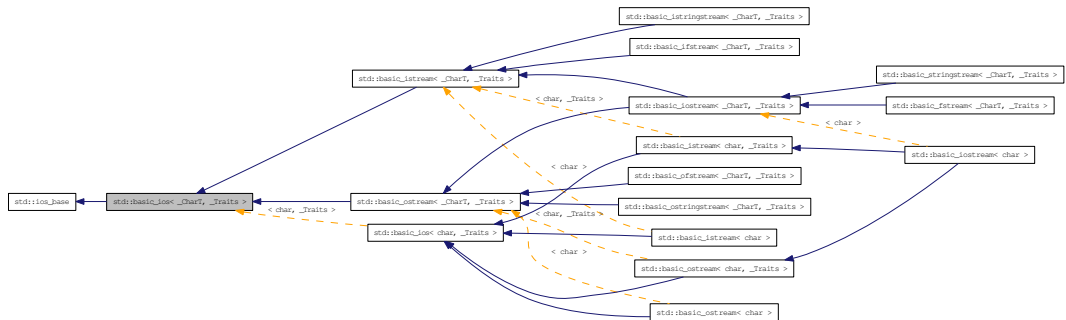 std::basic_istringstream< _CharT, _Traits >
std::basic_ifstream< _CharT, _Traits >
std::basic_istream< _CharT, _Traits >
std::basic_stringstream< _CharT, _Traits >
< char, _Traits >
std::basic_iostream< _CharT, _Traits >
std::basic_fstream< _CharT, _Traits >
< char >
std::basic_istream< char, _Traits >
std::basic_iostream< char >
< char >
std::basic_ofstream< _CharT, _Traits >
std::ios_base
std::basic_ios< _CharT, _Traits >
std::basic_ostream< _CharT, _Traits >
std::basic_ostringstream< _CharT, _Traits >
< char, _Traits >
< char, _Traits >
std::basic_ios< char, _Traits >
std::basic_istream< char >
< char >
std::basic_ostream< char, _Traits >
std::basic_ostream< char >